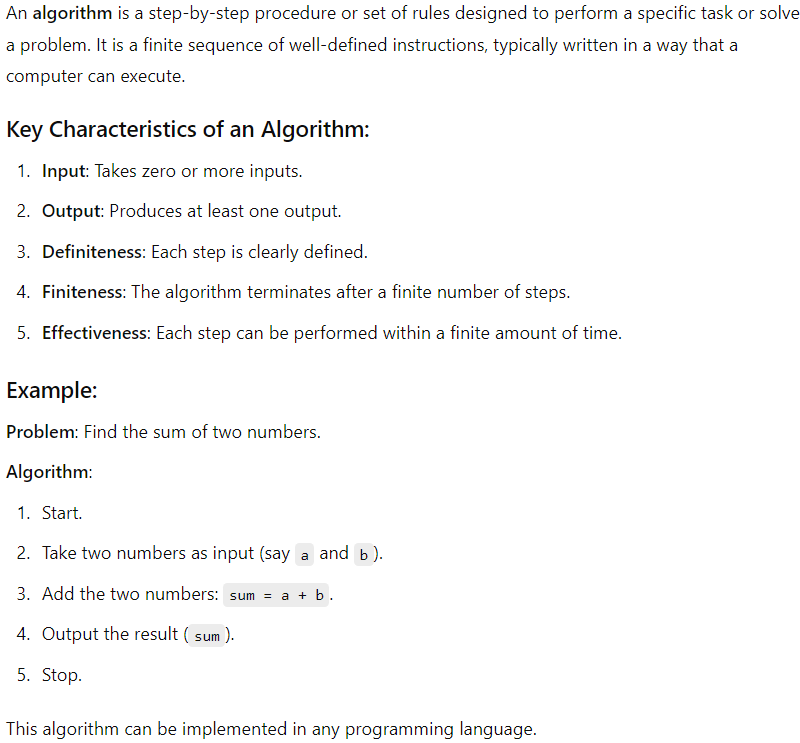 An algorithm is a step-by-step procedure or set of rules designed to perform a specific task or solve
a problem. It is a finite sequence of well-defined instructions, typically written in a way that a
computer can execute.
Key Characteristics of an Algorithm:
1. Input: Takes zero or more inputs.
2. Output: Produces at least one output.
3. Definiteness: Each step is clearly defined.
4. Finiteness: The algorithm terminates after a finite number of steps.
5. Effectiveness: Each step can be performed within a finite amount of time.
Example:
Problem: Find the sum of two numbers.
Algorithm:
1. Start.
2. Take two numbers as input (say a and b).
3. Add the two numbers: sum = a + b.
4. Output the result (sum).
5. Stop.
This algorithm can be implemented in any programming language.